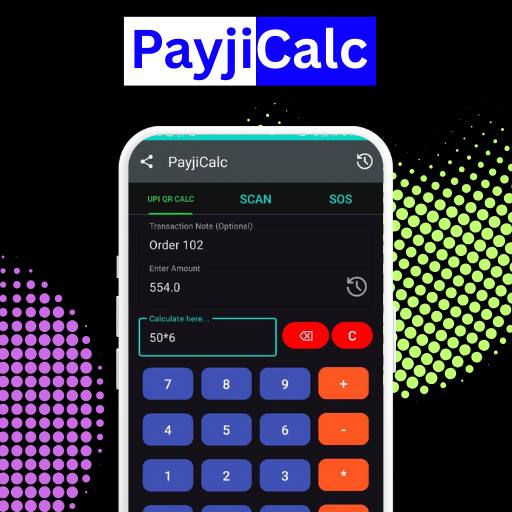 PayjiCalc
PayjiCalc
UPI QR CALC SCAN SOS
Transaction Note (Optional)
Order 102
Enter Amount
554.0
Calculate here...
50*6
C
7 8 9 +
4 5 6 -
1 2 3 *